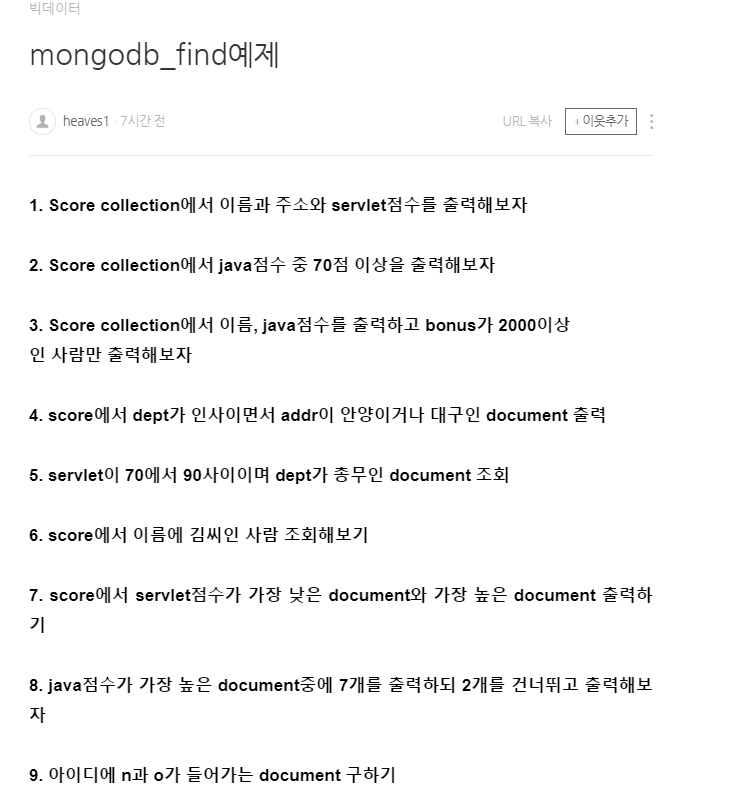 빅데이터
mongodb_find예제
heaves1 · 7시간 전
URL 복사
+ 이웃추가
1. Score collection에서 이름과 주소와 servlet점수를 출력해보자
2. Score collection에서 java점수 중 70점 이상을 출력해보자
3. Score collection에서 이름, java점수를 출력하고 bonus가 2000이상
인 사람만 출력해보자
4. score에서 dept가 인사이면서 addr이 안양이거나 대구인 document 출력
5. servlet이 70에서 90사이이며 dept가 총무인 document 조회
6. score에서 이름에 김씨인 사람 조회해보기
7. score에서 servlet점수가 가장 낮은 document와 가장 높은 document 출력하
기
8. java점수가 가장 높은 document중에 7개를 출력하되 2개를 건너뛰고 출력해보
자
9. 아이디에 n과 o가 들어가는 document 구하기